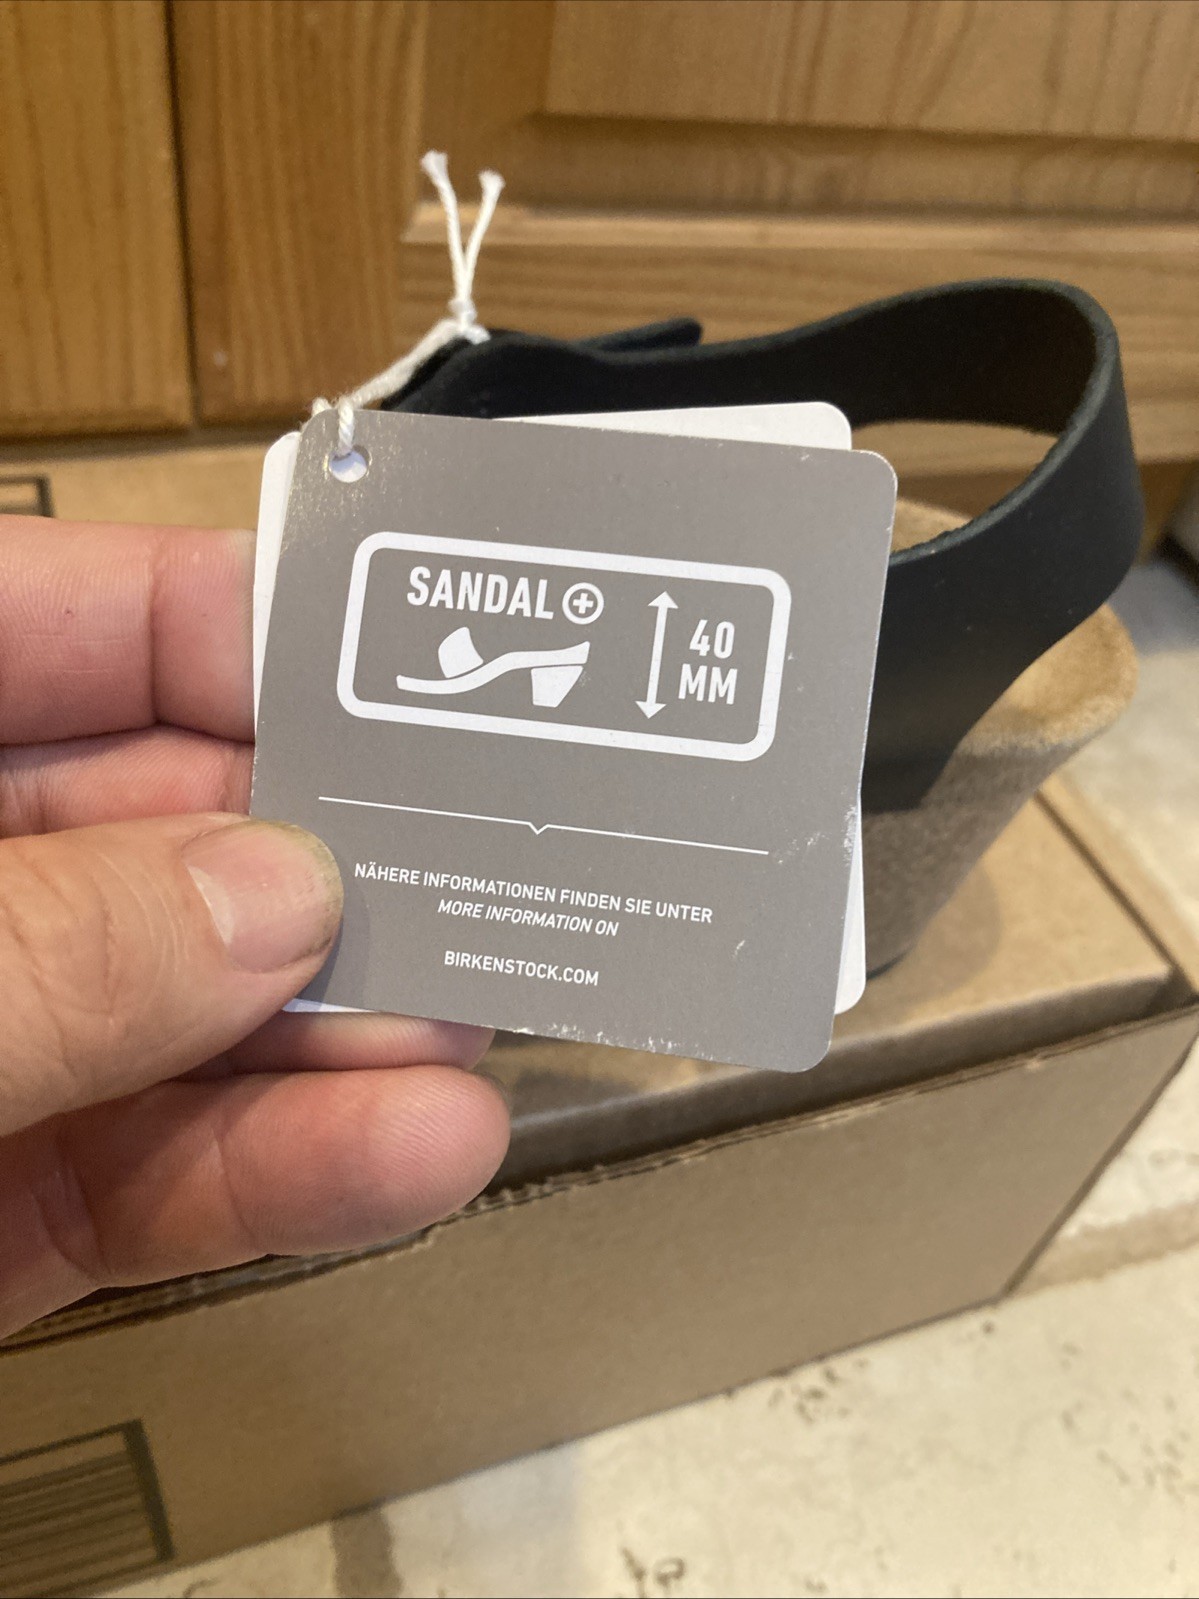 SANDAL
40
MM
NÄHERE INFORMATIONEN FINDEN SIE UNTER
MORE INFORMATION ON
BIRKENSTOCK.COM